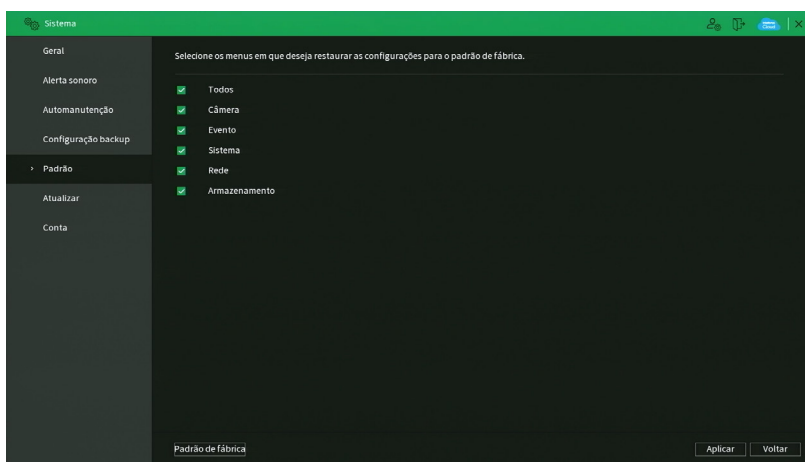 Sistema
Cloud
Geral
Alerta sonoro
Automanutenção
Configuração backup
Padrão
Atualizar
Conta
Selecione os menus em que deseja restaurar as configurações para o padrão de fábrica.
Todos
Câmera
Evento
Sistema
Rede
Armazenamento
Padrão de fábrica
Aplicar
Voltar